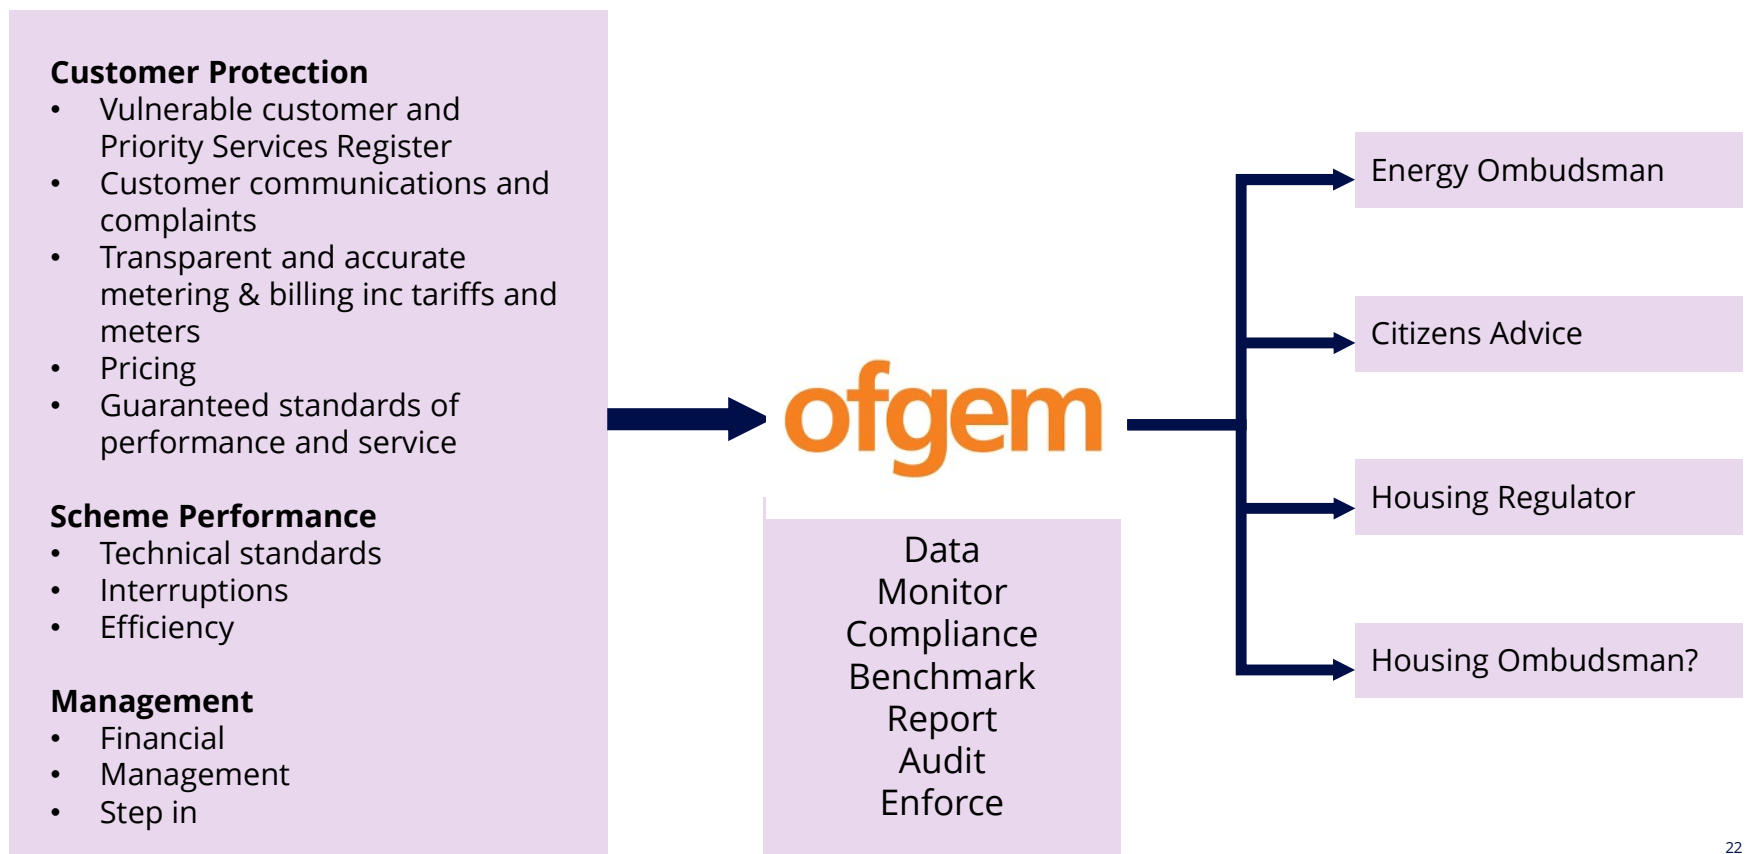 Customer Protection
• Vulnerable customer and
Priority Services Register
• Customer communications and
complaints
• Transparent and accurate
metering & billing inc tariffs and
meters
• Pricing
• Guaranteed standards of
performance and service
Scheme Performance
• Technical standards
• Interruptions
• Efficiency
Management
• Financial
• Management
• Step in
ofgem
Data
Monitor
Compliance
Benchmark
Report
Audit
Enforce
Energy Ombudsman
Citizens Advice
Housing Regulator
Housing Ombudsman?
22